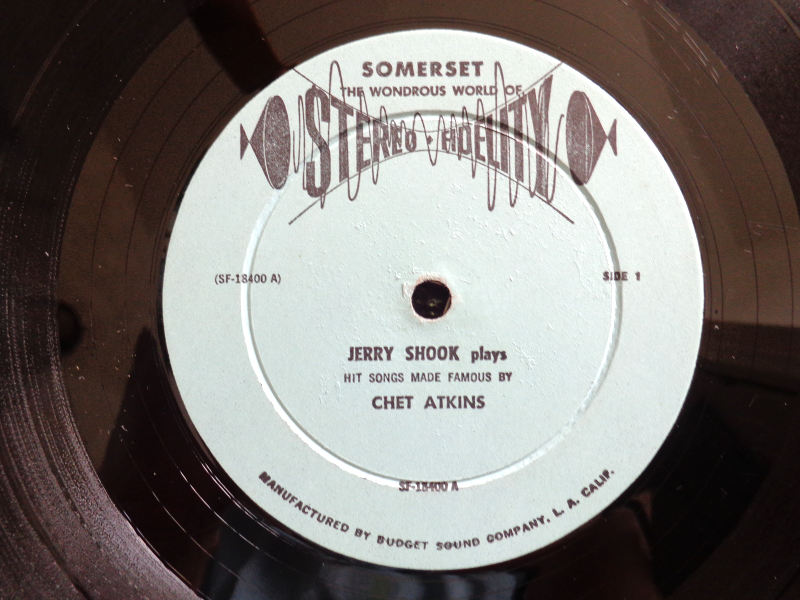 SOMERSET
THE WONDROUS WORLD OF
STEREO • FIDELITY
(SF-18400 A)
SIDE 1
JERRY SHOOK plays
HIT SONGS MADE FAMOUS BY
CHET ATKINS
SF-18400 A
MANUFACTURED BY BUDGET SOUND COMPANY, L. A. CALIF.